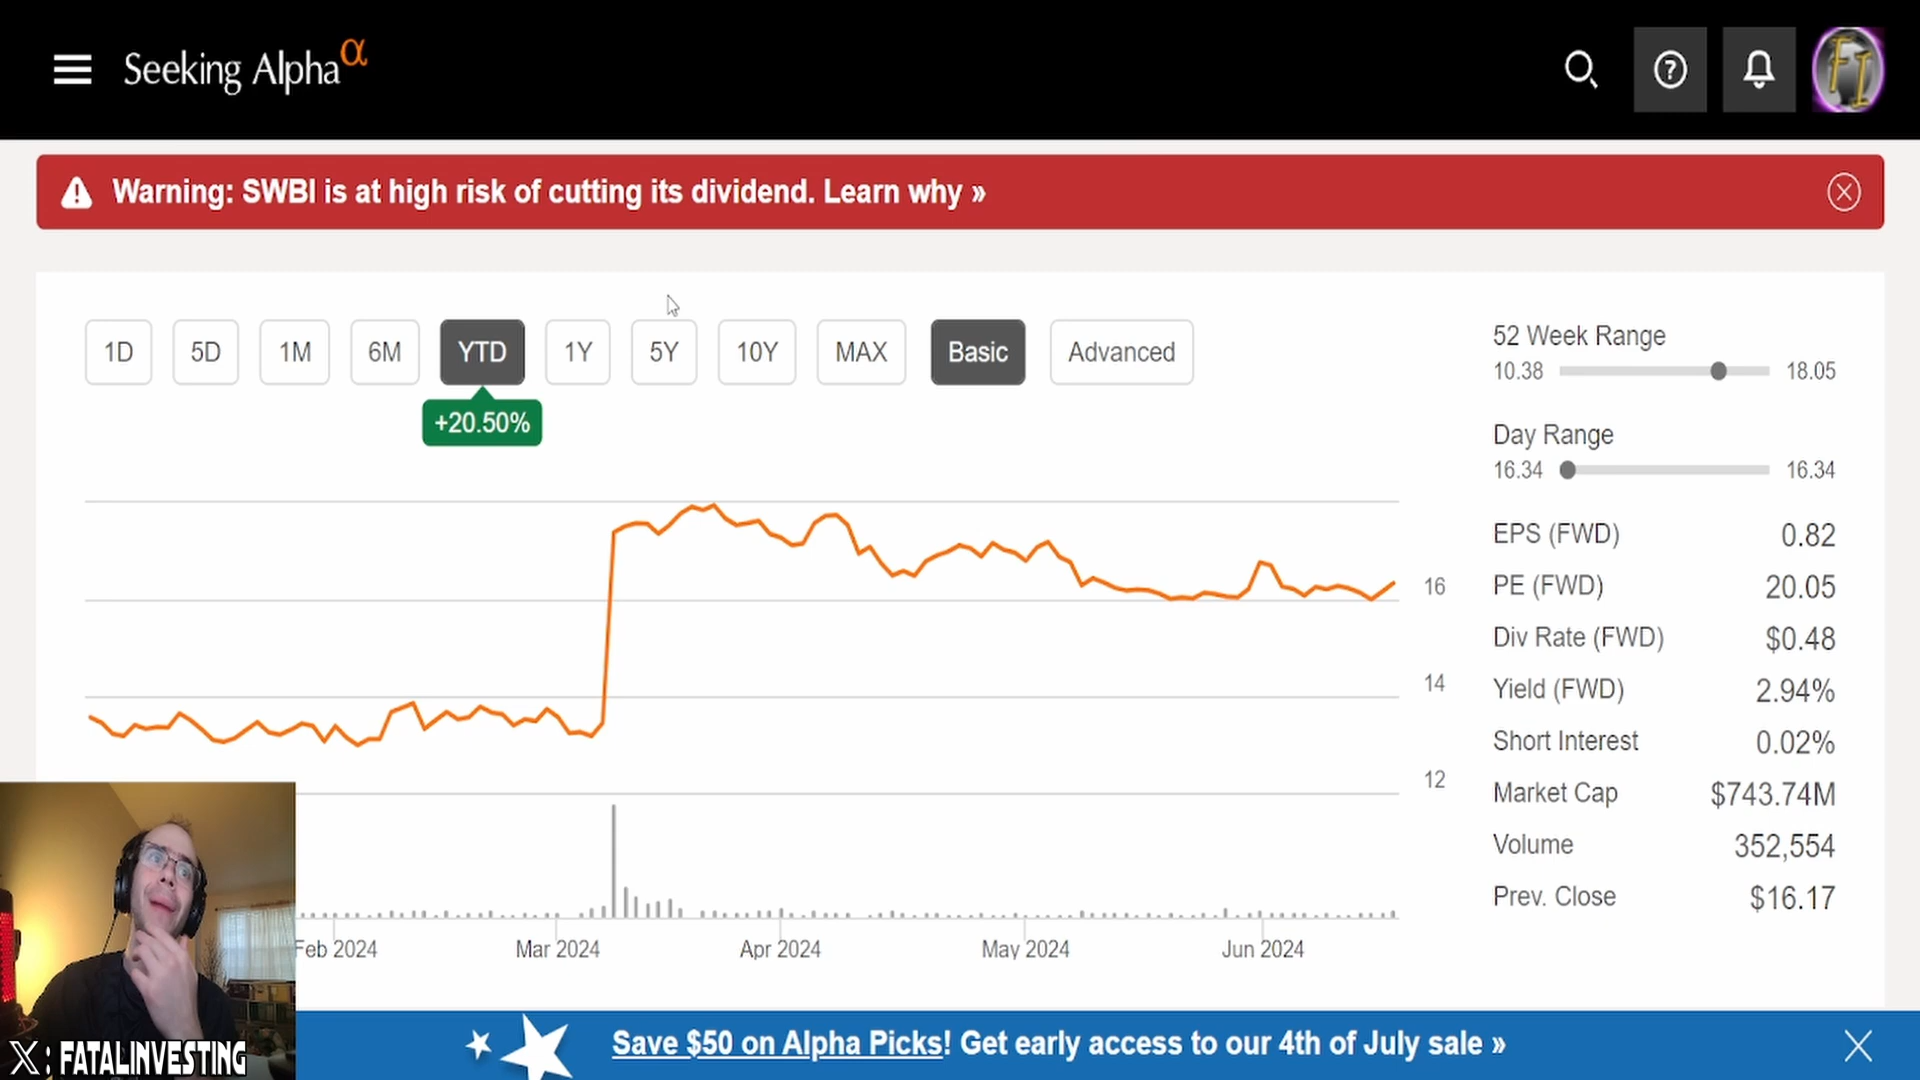 Seeking Alpha α
FI
Warning: SWBI is at high risk of cutting its dividend. Learn why »
1D 5D 1M 6M YTD 1Y 5Y 10Y MAX Basic Advanced
+20.50%
52 Week Range
10.38 18.05
Day Range
16.34 16.34
EPS (FWD) 0.82
PE (FWD) 20.05
Div Rate (FWD) $0.48
Yield (FWD) 2.94%
Short Interest 0.02%
Market Cap $743.74M
Volume 352,554
Prev. Close $16.17
16
14
12
Feb 2024 Mar 2024 Apr 2024 May 2024 Jun 2024
Save $50 on Alpha Picks! Get early access to our 4th of July sale »
X : FATALINVESTING